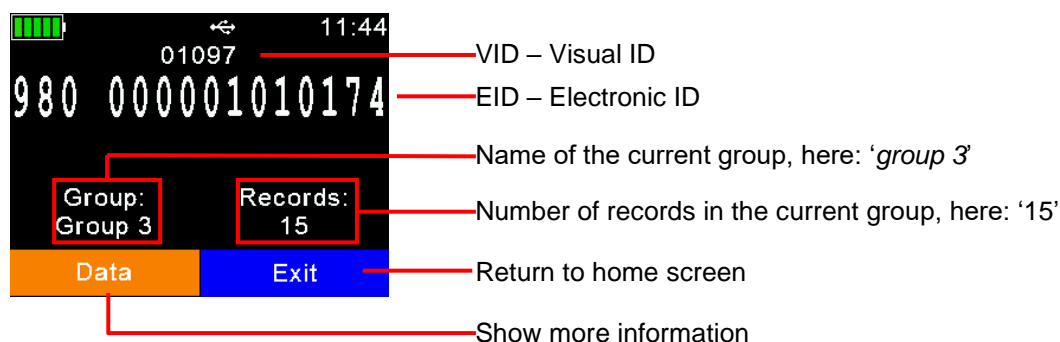 11:44
01097
VID – Visual ID
980 000001010174
EID – Electronic ID
Name of the current group, here: ‘group 3’
Group:
Group 3
Records:
15
Number of records in the current group, here: ‘15’
Data
Exit
Return to home screen
Show more information